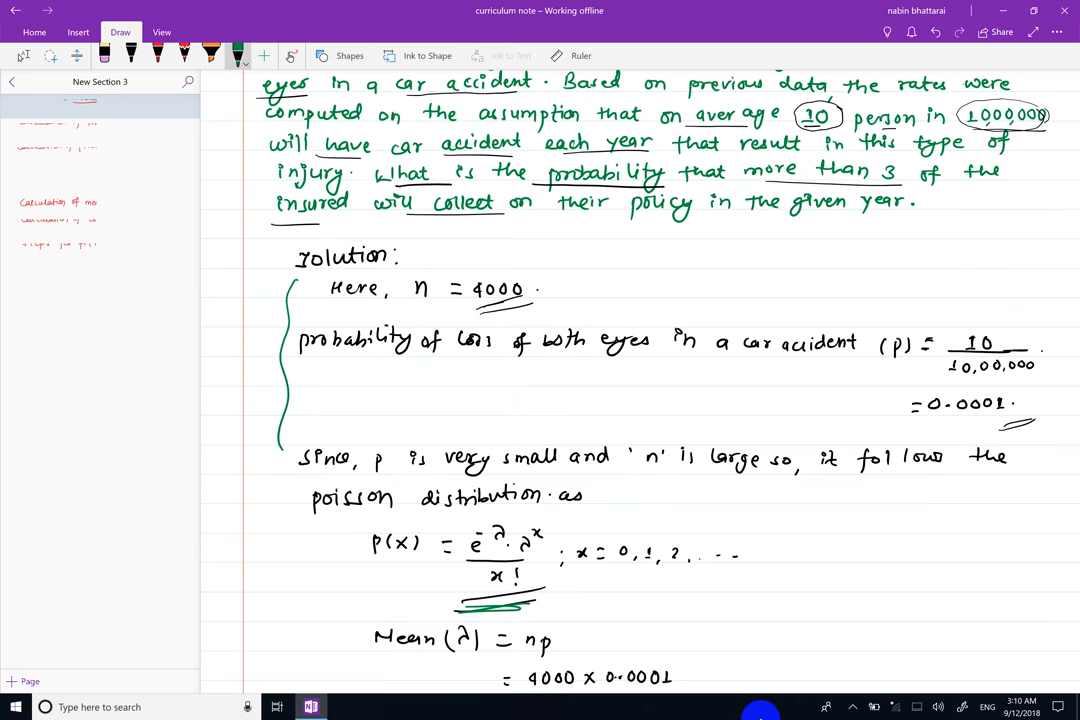 curriculum note – Working offline
nabin bhattarai
Home Insert Draw View
Share
Shapes Ink to Shape Ink to Text Ruler
New Section 3
Calculation of me
eyes in a car accident. Based on previous data, the rates were
computed on the assumption that on average 10 person in 10,00,000
will have car accident each year that result in this type of
injury. What is the probability that more than 3 of the
insured will collect on their policy in the given year.
Solution:
Here, n = 4000.
probability of loss of both eyes in a car accident (p) = 10 / 10,00,000.
= 0.0001.
Since, p is very small and 'n' is large so, it follows the
poisson distribution. as
p(x) = e^-λ . λ^x / x! ; x = 0, 1, 2, . - -
Mean (λ) = np
= 4000 x 0.0001
+ Page
Type here to search
ENG
3:10 AM
9/12/2018